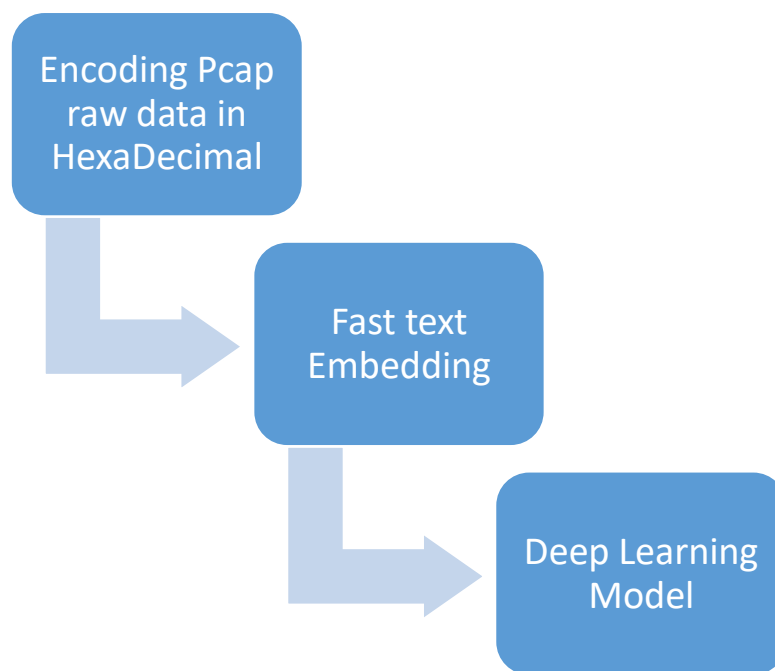 Encoding Pcap
raw data in
HexaDecimal
Fast text
Embedding
Deep Learning
Model